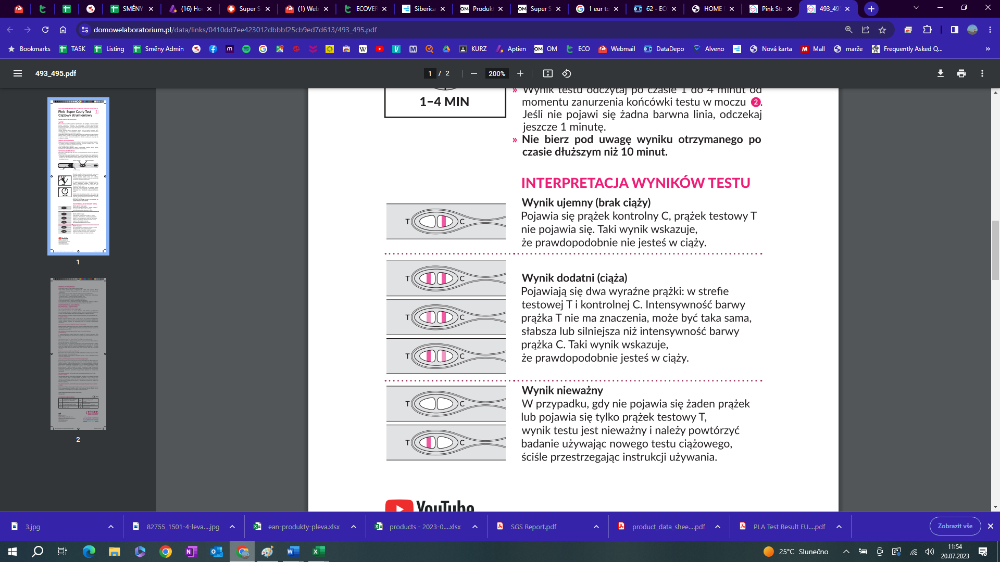 SMĚNY
(16) Ho
Super S
(1) Web
ECOVER
Siberica
Produkt
Super S
1 eur to
62 - EC
HOME
Pink Str
493_495
domowelaboratorium.pl/data/links/0410dd7ee423012dbbbf25cb9ed7d613/493_495.pdf
Bookmarks TASK Listing Směny Admin KURZ Aptien OM ECO Webmail DataDepo Alveno Nová karta Mall marže Frequently Asked Q... »
493_495.pdf 1 / 2 200%
Pink Super Czuły Test
Ciążowy strumieniowy
1
2
1–4 MIN
» Wynik testu odczytaj po czasie 1 do 4 minut od
momentu zanurzenia końcówki testu w moczu 2.
Jeśli nie pojawi się żadna barwna linia, odczekaj
jeszcze 1 minutę.
» Nie bierz pod uwagę wyniku otrzymanego po
czasie dłuższym niż 10 minut.
INTERPRETACJA WYNIKÓW TESTU
T C
Wynik ujemny (brak ciąży)
Pojawia się prążek kontrolny C, prążek testowy T
nie pojawia się. Taki wynik wskazuje,
że prawdopodobnie nie jesteś w ciąży.
T C
T C
T C
Wynik dodatni (ciąża)
Pojawiają się dwa wyraźne prążki: w strefie
testowej T i kontrolnej C. Intensywność barwy
prążka T nie ma znaczenia, może być taka sama,
słabsza lub silniejsza niż intensywność barwy
prążka C. Taki wynik wskazuje,
że prawdopodobnie jesteś w ciąży.
T C
T C
Wynik nieważny
W przypadku, gdy nie pojawia się żaden prążek
lub pojawia się tylko prążek testowy T,
wynik testu jest nieważny i należy powtórzyć
badanie używając nowego testu ciążowego,
ściśle przestrzegając instrukcji używania.
YouTube
3.jpg
82755_1501-4-leva....jpg
ean-produkty-pleva.xlsx
products - 2023-0....xlsx
SGS Report.pdf
product_data_shee....pdf
PLA Test Result EU....pdf
Zobrazit vše
25°C Slunečno
11:54
20.07.2023